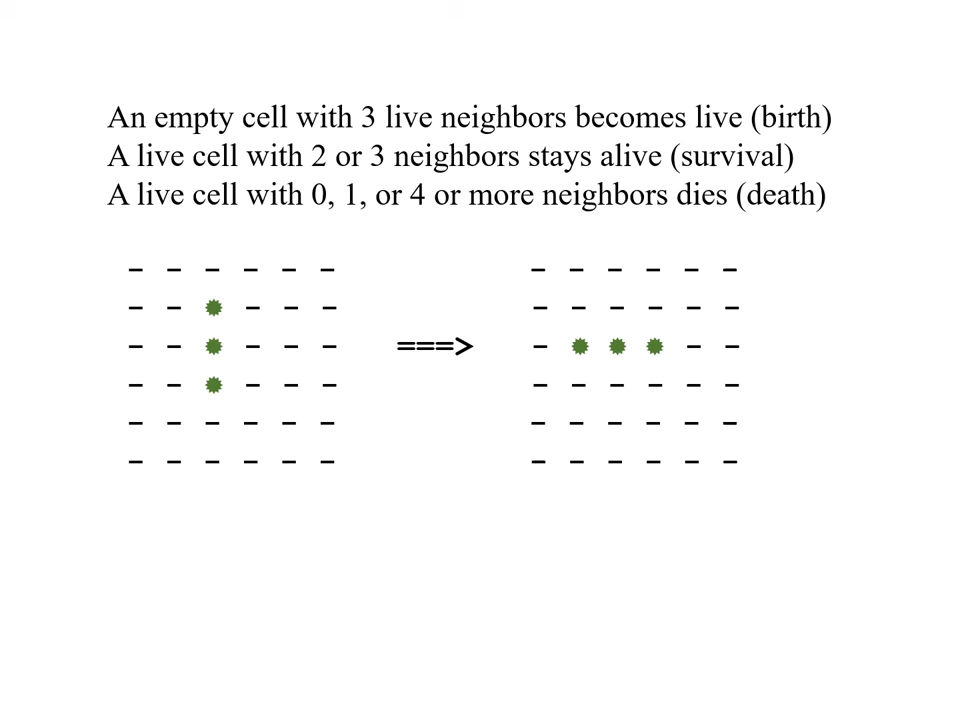 An empty cell with 3 live neighbors becomes live (birth)
A live cell with 2 or 3 neighbors stays alive (survival)
A live cell with 0, 1, or 4 or more neighbors dies (death)
– – – – – – – – – – – –
– – ✹ – – – – – – – – –
– – ✹ – – – ===> – ✹ ✹ ✹ – –
– – ✹ – – – – – – – – –
– – – – – – – – – – – –
– – – – – – – – – – – –